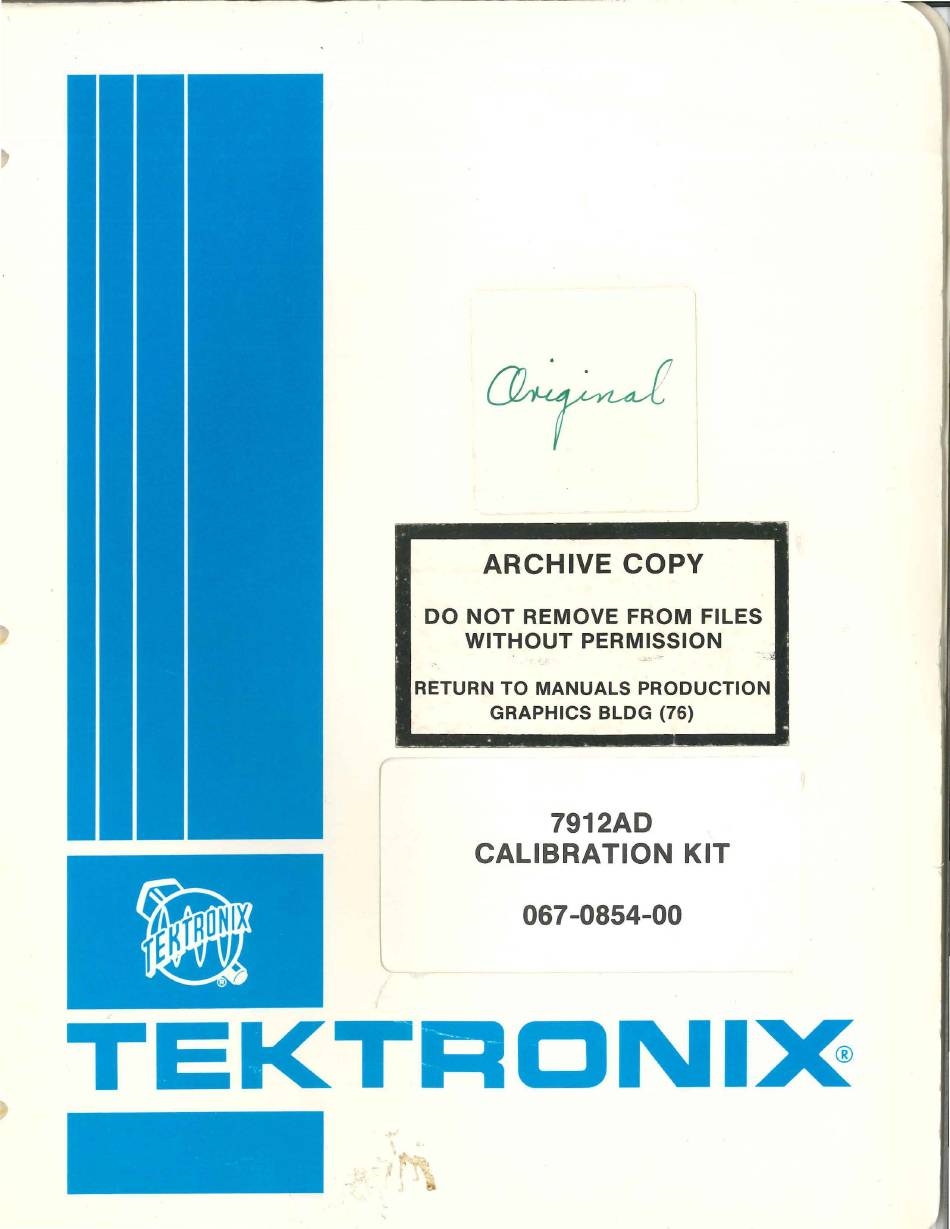 Original
ARCHIVE COPY
DO NOT REMOVE FROM FILES
WITHOUT PERMISSION
RETURN TO MANUALS PRODUCTION
GRAPHICS BLDG (76)
7912AD
CALIBRATION KIT
067-0854-00
TEKTRONIX
®
TEKTRONIX®